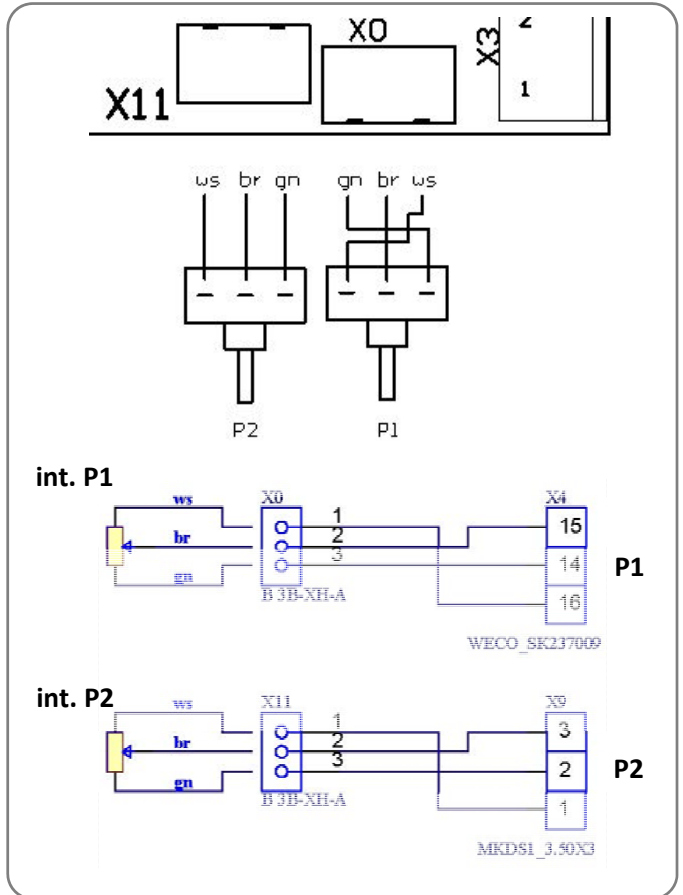 X0
X3
2
1
X11
ws br gn gn br ws
P2 P1
int. P1
ws X0 X4
1 15
br 2
3 14 P1
gn 16
B 3B-XH-A
WECO_SK237009
int. P2
ws X11 X9
1 3
br 2
3 2 P2
gn 1
B 3B-XH-A
MKDS1_3.50X3